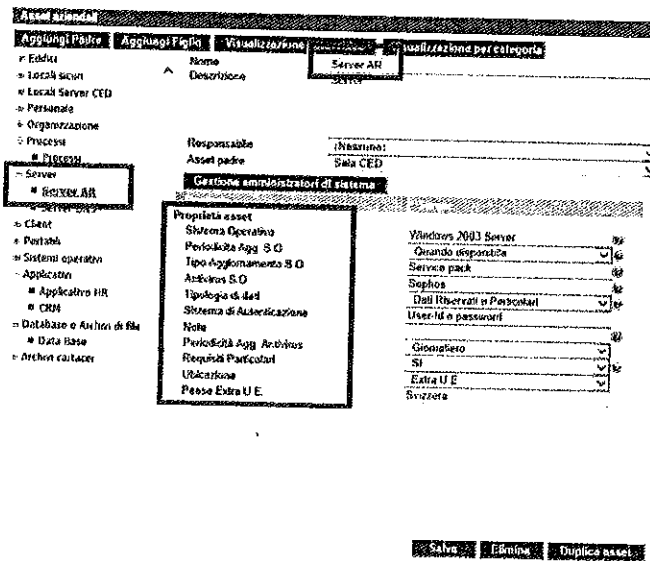 Asset aziendali
Aggiungi Padre Aggiungi Figlio Visualizzazione Visualizzazione per categoria
Edifici
Locali sicuri
Locali Server CED
Personale
Organizzazione
Processi
Processi
Server
Server AR
Client
Portatili
Sistemi operativi
Applicativi
Applicativo HR
CRM
Database o Archivi di file
Data Base
Archivi cartacei
Nome Server AR
Descrizione Server
Responsabile (Nessuno)
Asset padre Sala CED
Gestione amministratori di sistema
Proprietà asset
Sistema Operativo Windows 2003 Server
Periodicità Agg. S.O Quando disponibile
Tipo Aggiornamento S.O Service pack
Antivirus S.O Sophos
Tipologia di dati Dati Riservati o Particolari
Sistema di Autenticazione User-Id e password
Note
Periodicità Agg. Antivirus Giornaliero
Requisiti Particolari SI
Ubicazione Extra U.E
Paese Extra U.E. Svizzera
Salva Elimina Duplica asset